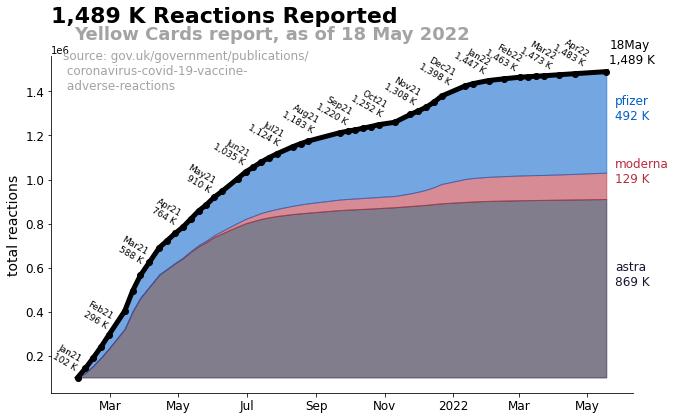 1,489 K Reactions Reported
Yellow Cards report, as of 18 May 2022
1e6
source: gov.uk/government/publications/
coronavirus-covid-19-vaccine-
adverse-reactions
total reactions
1.4
1.2
1.0
0.8
0.6
0.4
0.2
Jan21
102 K
Feb21
296 K
Mar21
588 K
Apr21
764 K
May21
910 K
Jun21
1,035 K
Jul21
1,124 K
Aug21
1,183 K
Sep21
1,220 K
Oct21
1,252 K
Nov21
1,308 K
Dec21
1,398 K
Jan22
1,447 K
Feb22
1,463 K
Mar22
1,473 K
Apr22
1,483 K
18May
1,489 K
pfizer
492 K
moderna
129 K
astra
869 K
Mar
May
Jul
Sep
Nov
2022
Mar
May